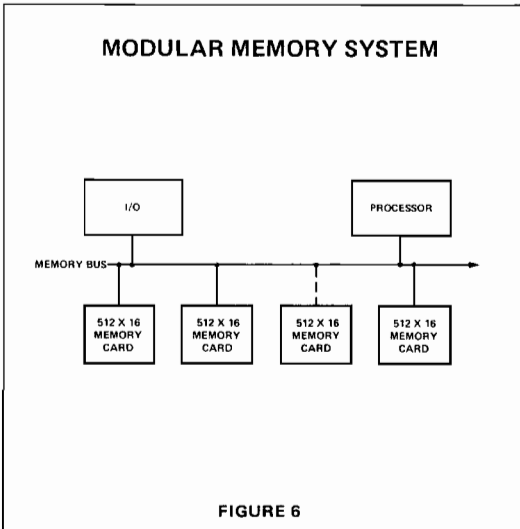 MODULAR MEMORY SYSTEM
I/O
PROCESSOR
MEMORY BUS
512 X 16
MEMORY
CARD
512 X 16
MEMORY
CARD
512 X 16
MEMORY
CARD
512 X 16
MEMORY
CARD
FIGURE 6